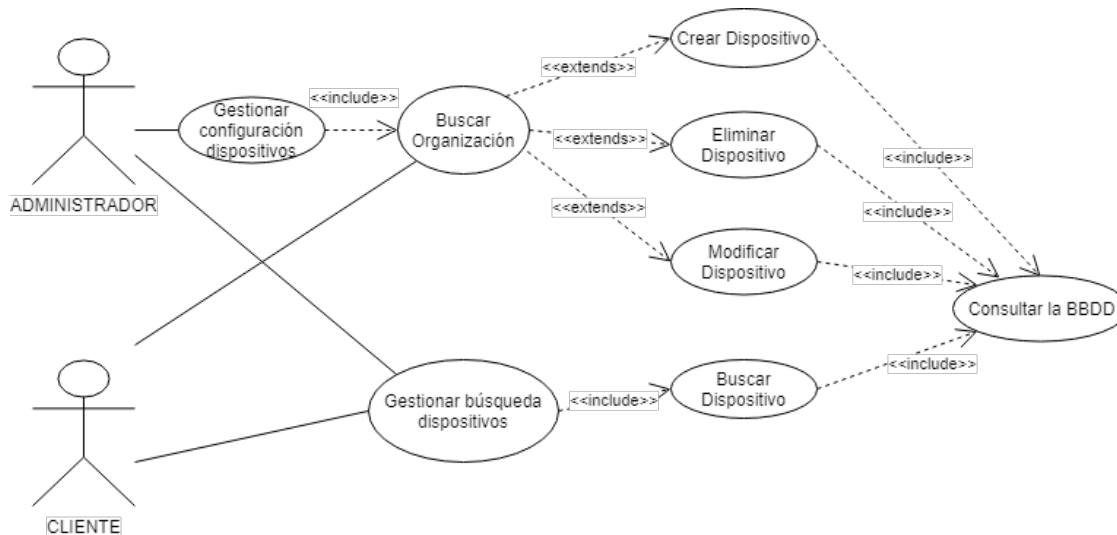 Crear Dispositivo
<<extends>>
<<include>>
Gestionar
configuración
dispositivos
Buscar
Organización
<<extends>>
Eliminar
Dispositivo
<<include>>
ADMINISTRADOR
<<extends>>
<<include>>
Modificar
Dispositivo
<<include>>
Consultar la BBDD
Gestionar búsqueda
dispositivos
<<include>>
Buscar
Dispositivo
<<include>>
CLIENTE